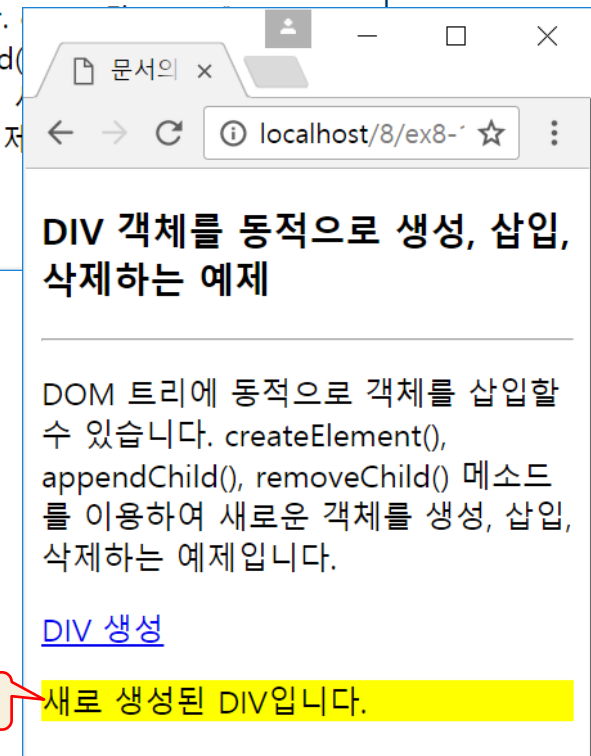 문서의
localhost/8/ex8-1
DIV 객체를 동적으로 생성, 삽입,
삭제하는 예제
DOM 트리에 동적으로 객체를 삽입할
수 있습니다. createElement(),
appendChild(), removeChild() 메소드
를 이용하여 새로운 객체를 생성, 삽입,
삭제하는 예제입니다.
DIV 생성
새로 생성된 DIV입니다.